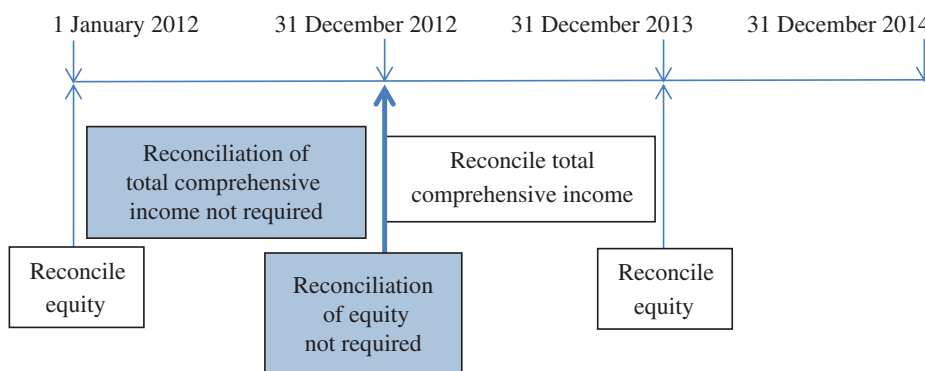 1 January 2012 31 December 2012 31 December 2013 31 December 2014
Reconciliation of
total comprehensive
income not required
Reconcile total
comprehensive income
Reconcile
equity
Reconciliation
of equity
not required
Reconcile
equity